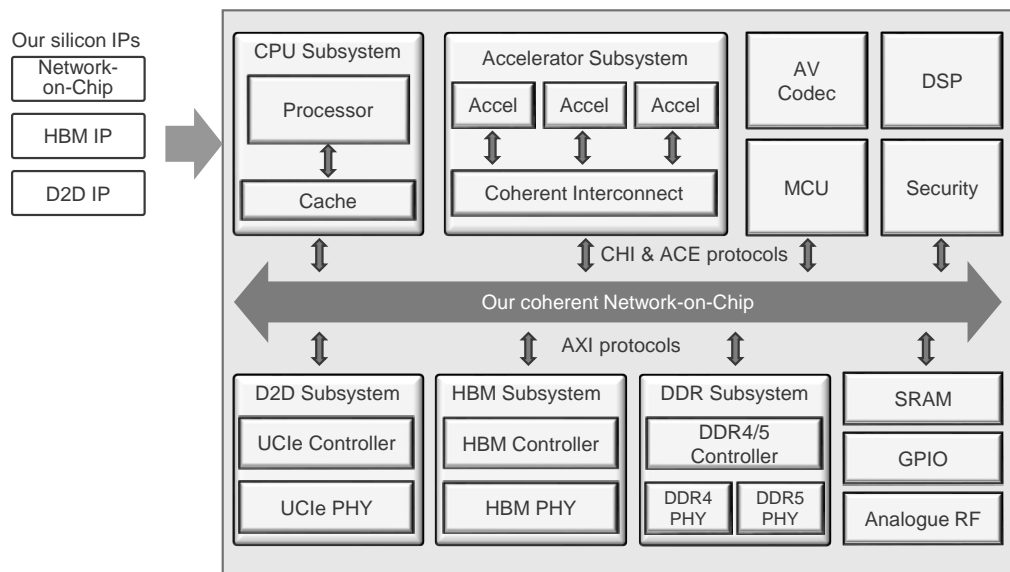 Our silicon IPs
Network-
on-Chip
HBM IP
D2D IP
CPU Subsystem
Processor
Cache
Accelerator Subsystem
Accel
Accel
Accel
Coherent Interconnect
AV
Codec
DSP
MCU
Security
CHI & ACE protocols
Our coherent Network-on-Chip
AXI protocols
D2D Subsystem
UCIe Controller
UCIe PHY
HBM Subsystem
HBM Controller
HBM PHY
DDR Subsystem
DDR4/5
Controller
DDR4
PHY
DDR5
PHY
SRAM
GPIO
Analogue RF